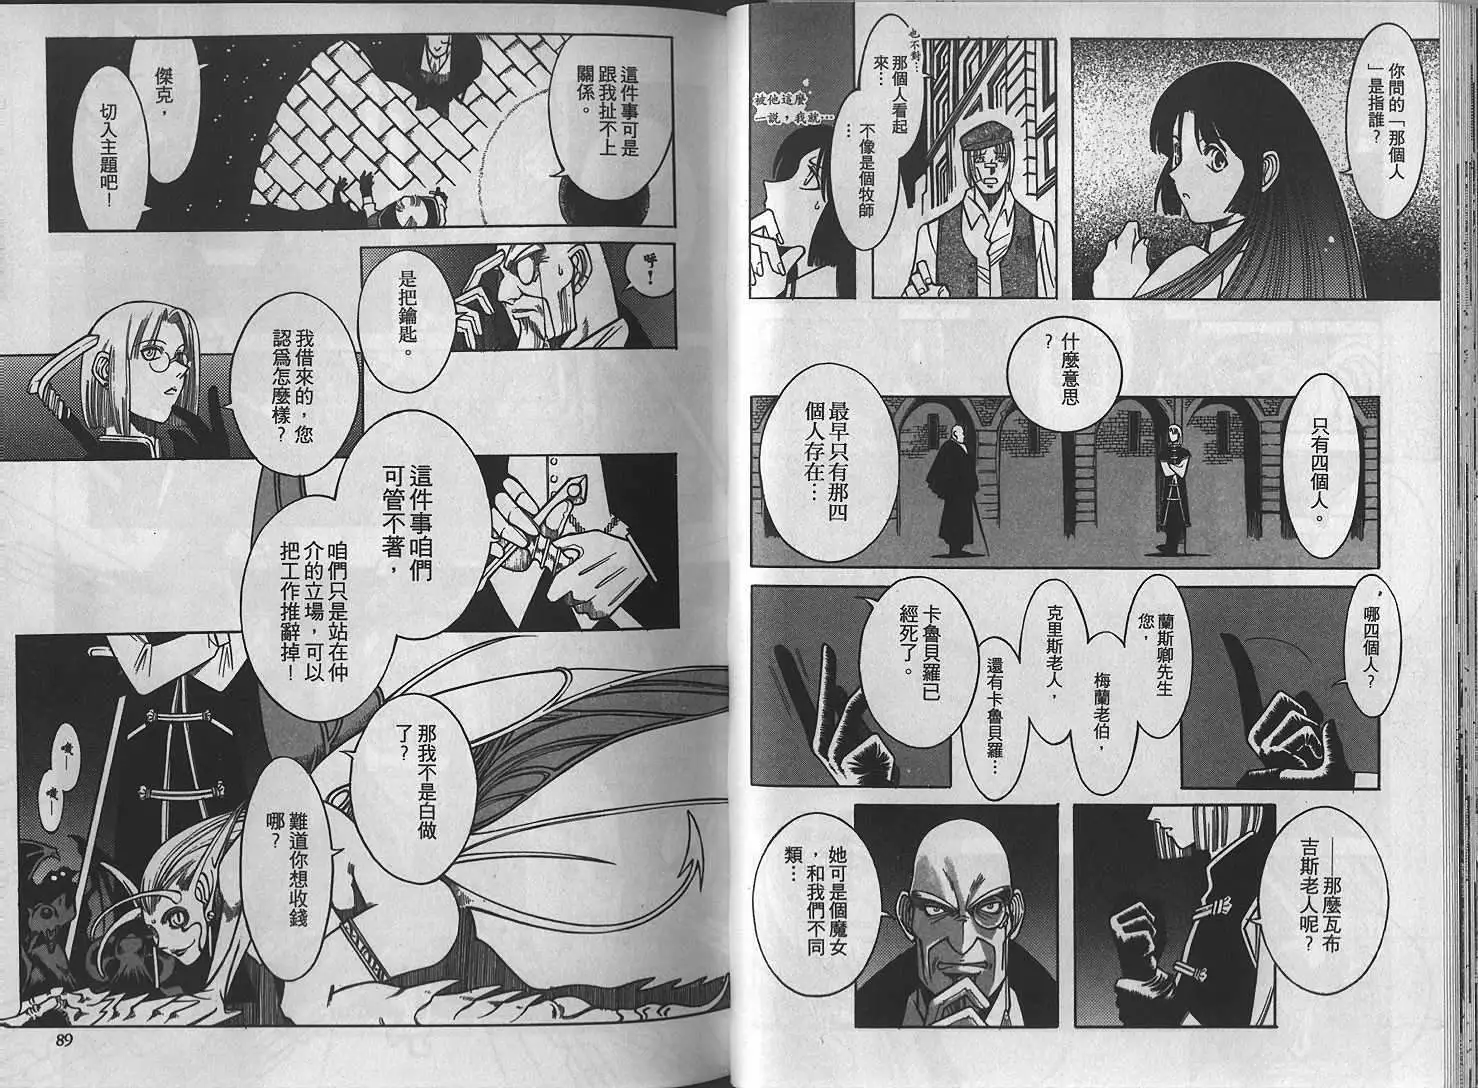 你問的「那個人
」是指誰？
也不對…
那個人看起
來…
不像是個牧師
…
被他這麼
一說，我就…
只有四個人。
什麼意思
？
最早只有那四
個人存在…
，哪四個人？
蘭斯卿先生
您，
梅蘭老伯，
克里斯老人，
還有卡魯貝羅…
卡魯貝羅已
經死了。
──那麼瓦布
吉斯老人呢？
她可是個魔女
，和我們不同
類…
這件事可是
跟我扯不上
關係。
傑克，
切入主題吧！
呼！
是把鑰匙。
我借來的，您
認爲怎麼樣？
這件事咱們
可管不著，
咱們只是站在仲
介的立場，可以
把工作推辭掉！
那我不是白做
了？
難道你想收錢
哪？
89